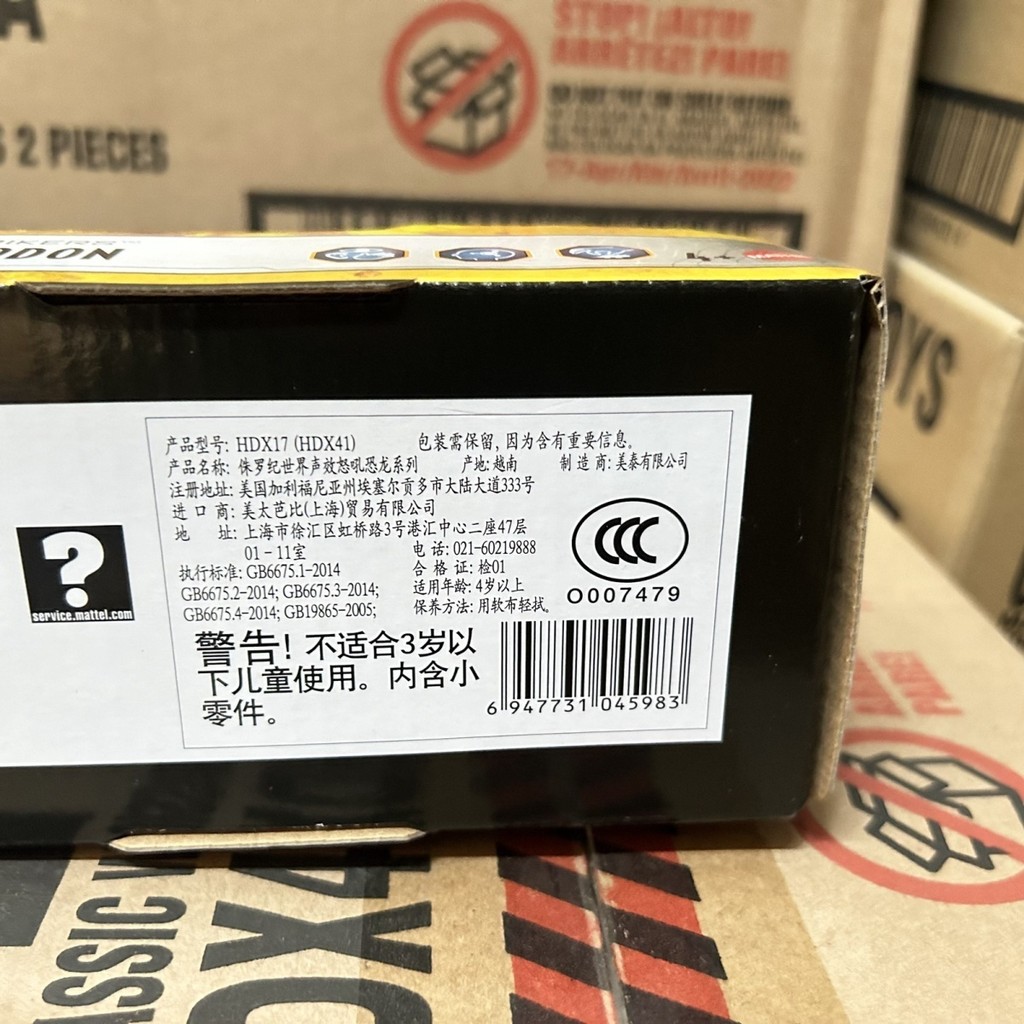 S 2 PIECES
STOP!
ARRÊTEZ!
産品型号: HDX17 (HDX41) 包装需保留, 因为含有重要信息。
产品名称: 侏罗纪世界声效怒吼恐龙系列 产地: 越南 制 造 商: 美泰有限公司
注册地址: 美国加利福尼亚州埃塞尔贡多市大陆大道333号
进 口 商: 美太芭比(上海)贸易有限公司
地 址: 上海市徐汇区虹桥路3号港汇中心二座47层
01－11室 电 话: 021-60219888
执行标准: GB6675.1-2014 合 格 证: 检01
GB6675.2-2014; GB6675.3-2014; 适用年龄: 4岁以上
GB6675.4-2014; GB19865-2005; 保养方法: 用软布轻拭。
O007479
service.mattel.com
警告! 不适合3岁以
下儿童使用。内含小
零件。
6 947731 045983
OYS